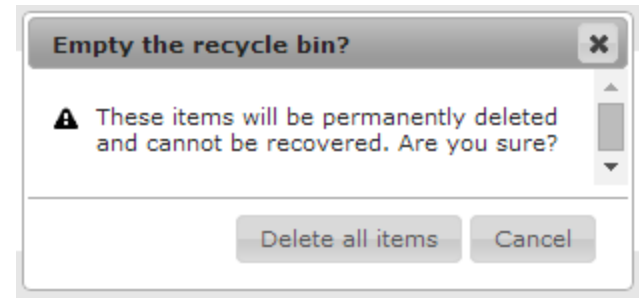 Empty the recycle bin?
These items will be permanently deleted
and cannot be recovered. Are you sure?
Delete all items
Cancel